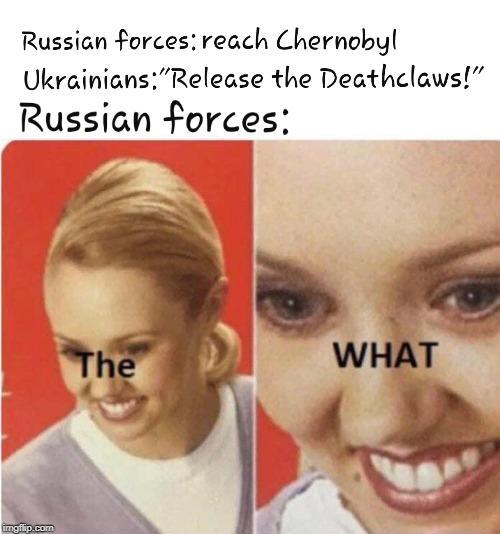 Russian forces: reach Chernobyl
Ukrainians:"Release the Deathclaws!"
Russian forces:
The
WHAT
imgflip.com